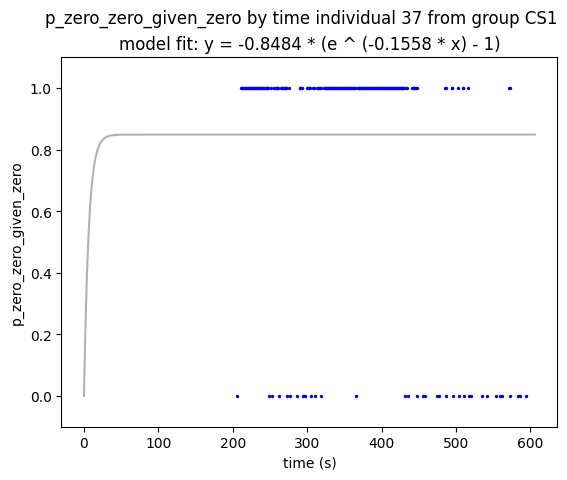 p_zero_zero_given_zero by time individual 37 from group CS1
model fit: y = -0.8484 * (e ^ (-0.1558 * x) - 1)
1.0
0.8
0.6
0.4
0.2
0.0
p_zero_zero_given_zero
0 100 200 300 400 500 600
time (s)